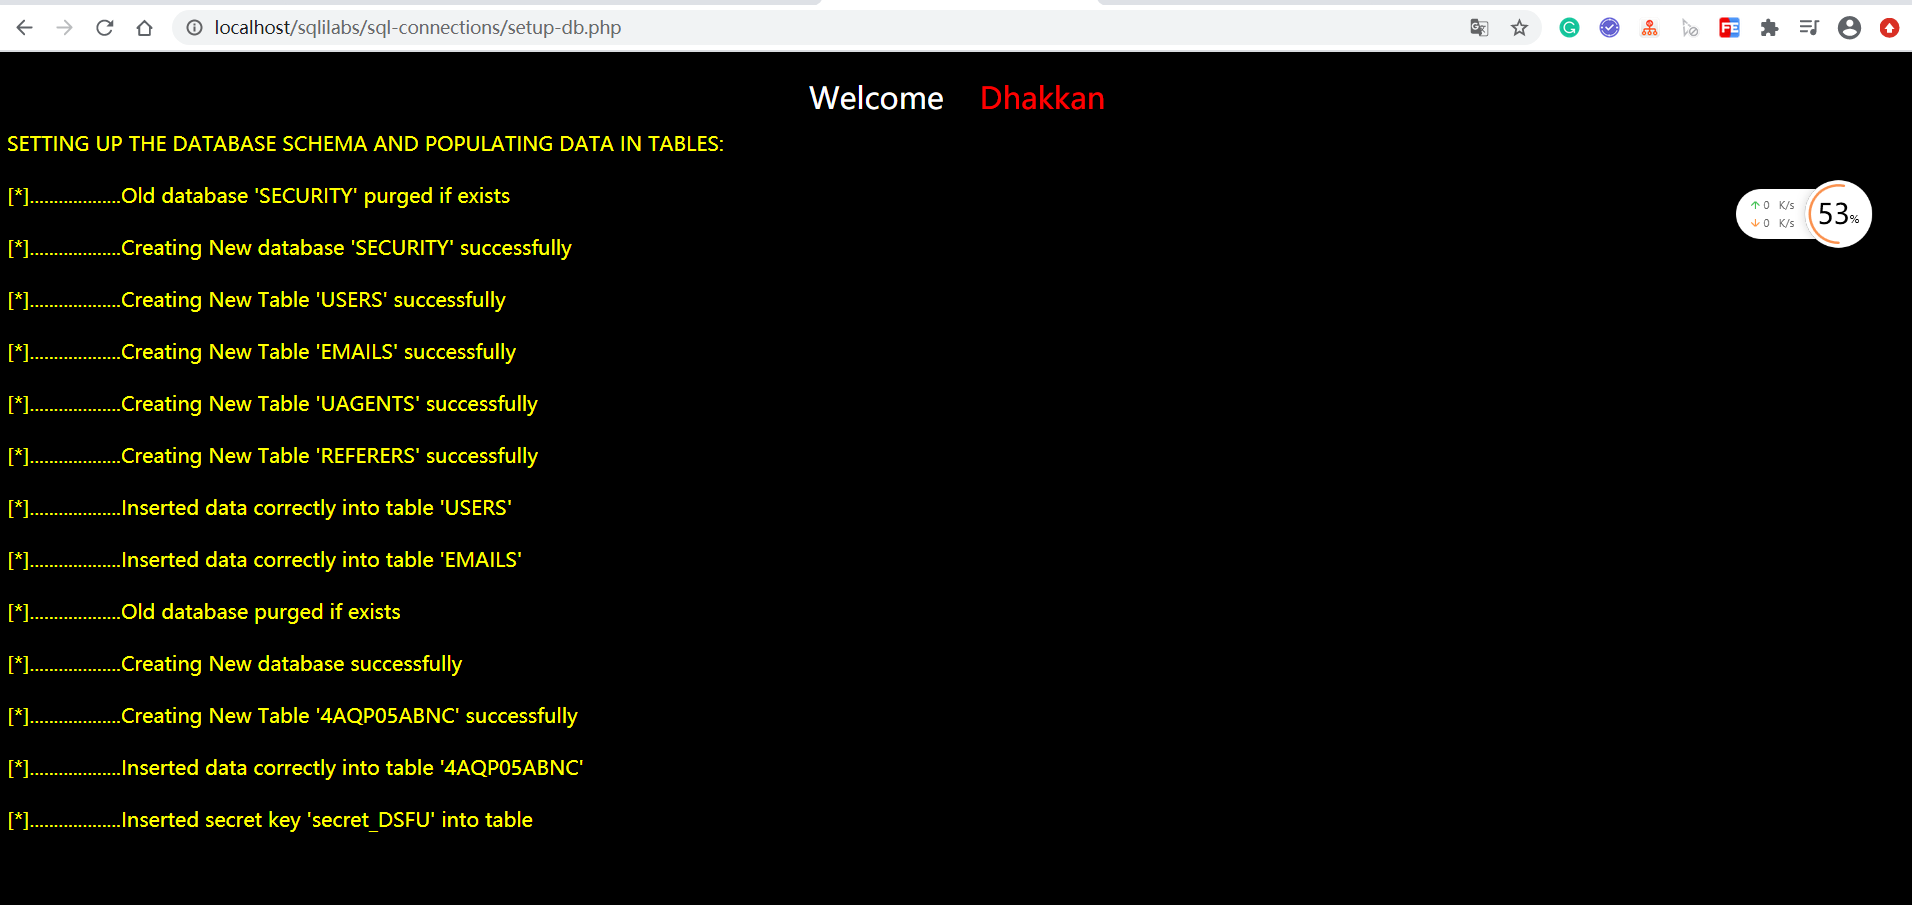 localhost/sqlilabs/sql-connections/setup-db.php
Welcome Dhakkan
SETTING UP THE DATABASE SCHEMA AND POPULATING DATA IN TABLES:
[*]...................Old database 'SECURITY' purged if exists
[*]...................Creating New database 'SECURITY' successfully
[*]...................Creating New Table 'USERS' successfully
[*]...................Creating New Table 'EMAILS' successfully
[*]...................Creating New Table 'UAGENTS' successfully
[*]...................Creating New Table 'REFERERS' successfully
[*]...................Inserted data correctly into table 'USERS'
[*]...................Inserted data correctly into table 'EMAILS'
[*]...................Old database purged if exists
[*]...................Creating New database successfully
[*]...................Creating New Table '4AQP05ABNC' successfully
[*]...................Inserted data correctly into table '4AQP05ABNC'
[*]...................Inserted secret key 'secret_DSFU' into table
↑ 0 K/s
↓ 0 K/s
53%